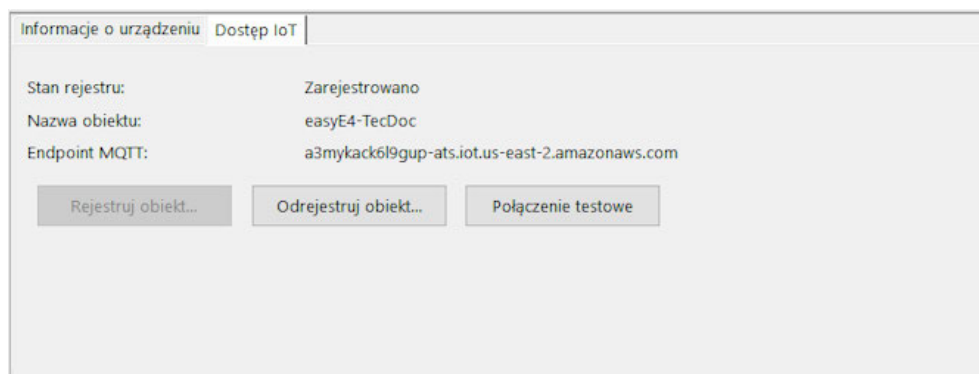 Informacje o urządzeniu Dostęp IoT
Stan rejestru: Zarejestrowano
Nazwa obiektu: easyE4-TecDoc
Endpoint MQTT: a3mykack6l9gup-ats.iot.us-east-2.amazonaws.com
Rejestruj obiekt... Odrejestruj obiekt... Połączenie testowe